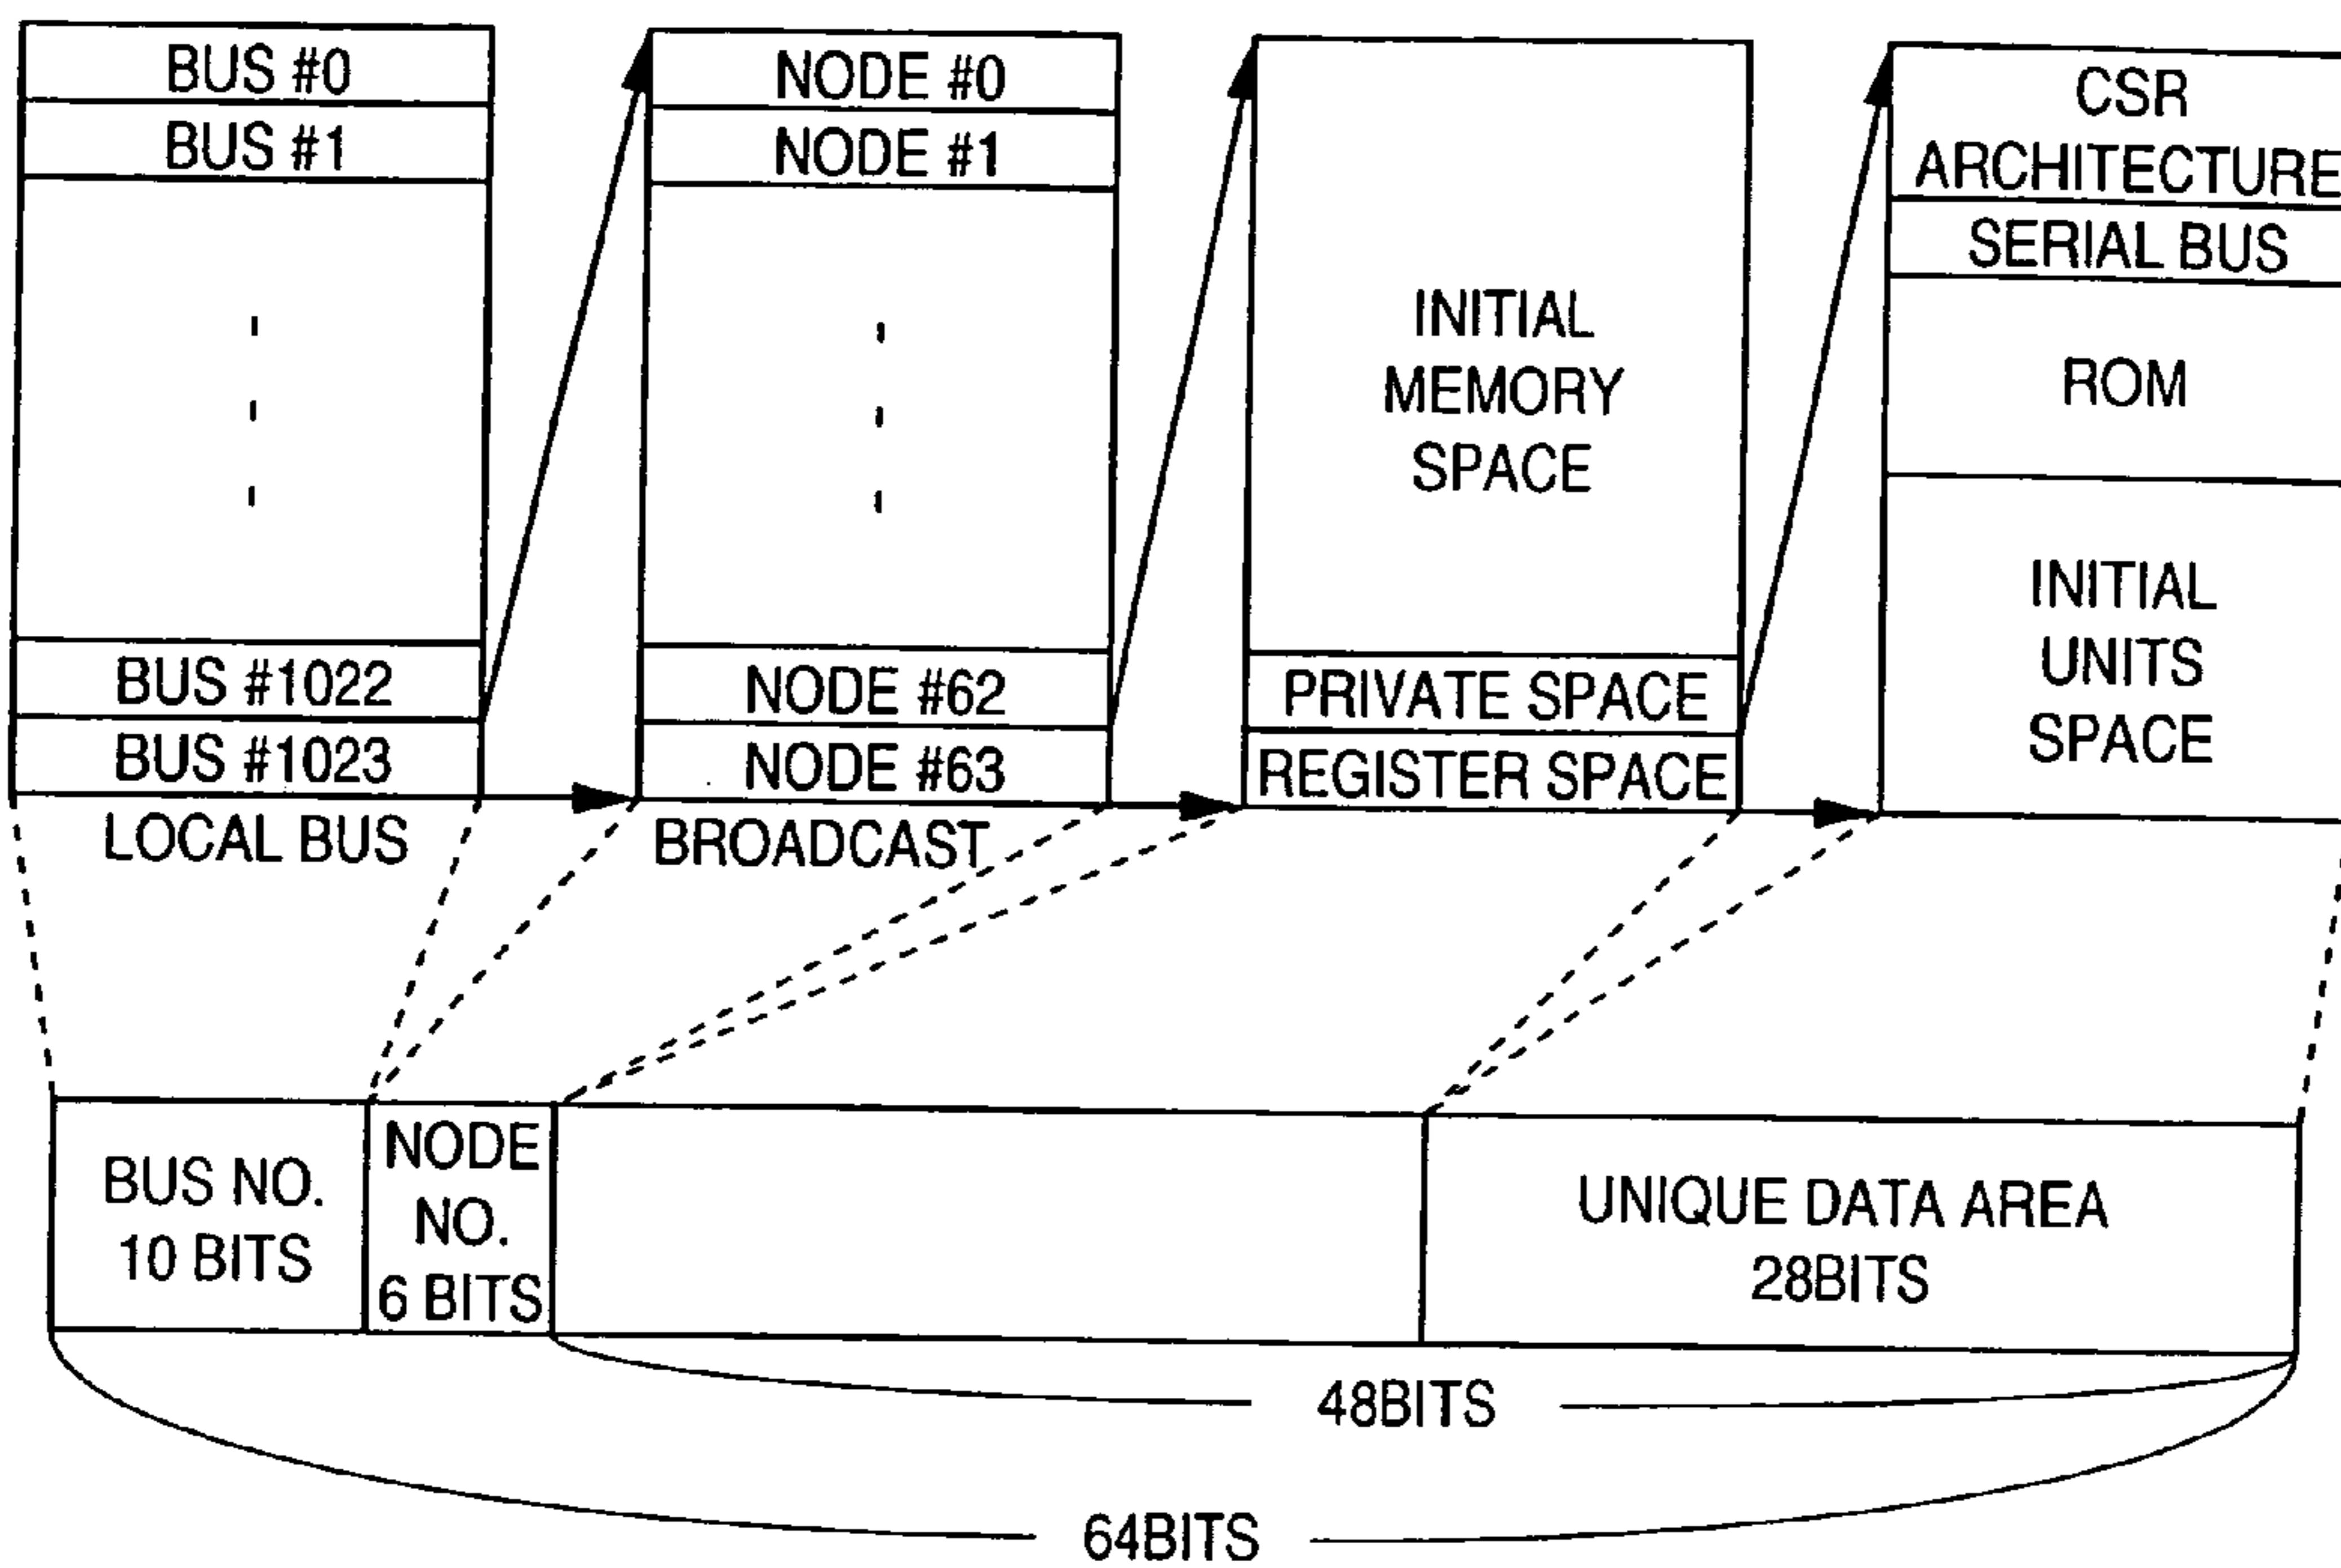 BUS #0
BUS #1
BUS #1022
BUS #1023
LOCAL BUS
NODE #0
NODE #1
NODE #62
NODE #63
BROADCAST
INITIAL
MEMORY
SPACE
PRIVATE SPACE
REGISTER SPACE
CSR
ARCHITECTURE
SERIAL BUS
ROM
INITIAL
UNITS
SPACE
BUS NO.
10 BITS
NODE
NO.
6 BITS
UNIQUE DATA AREA
28BITS
48BITS
64BITS